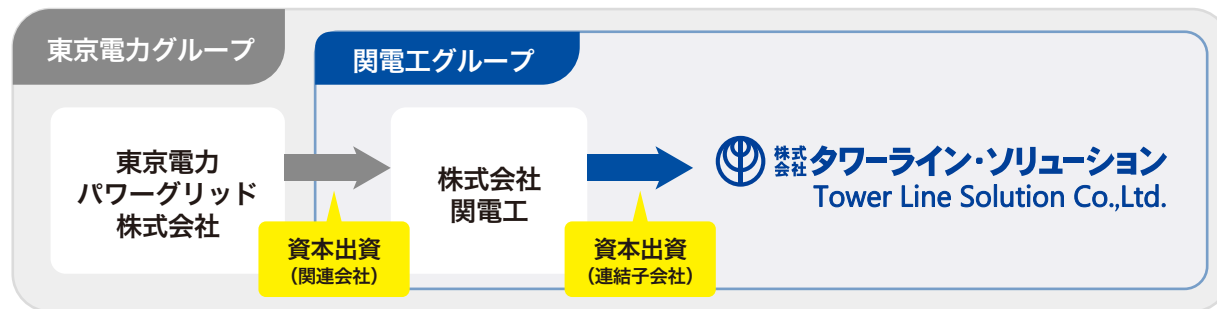 東京電力グループ
関電工グループ
東京電力
パワーグリッド
株式会社
資本出資
（関連会社）
株式会社
関電工
資本出資
（連結子会社）
株式会社タワーライン・ソリューション
Tower Line Solution Co.,Ltd.